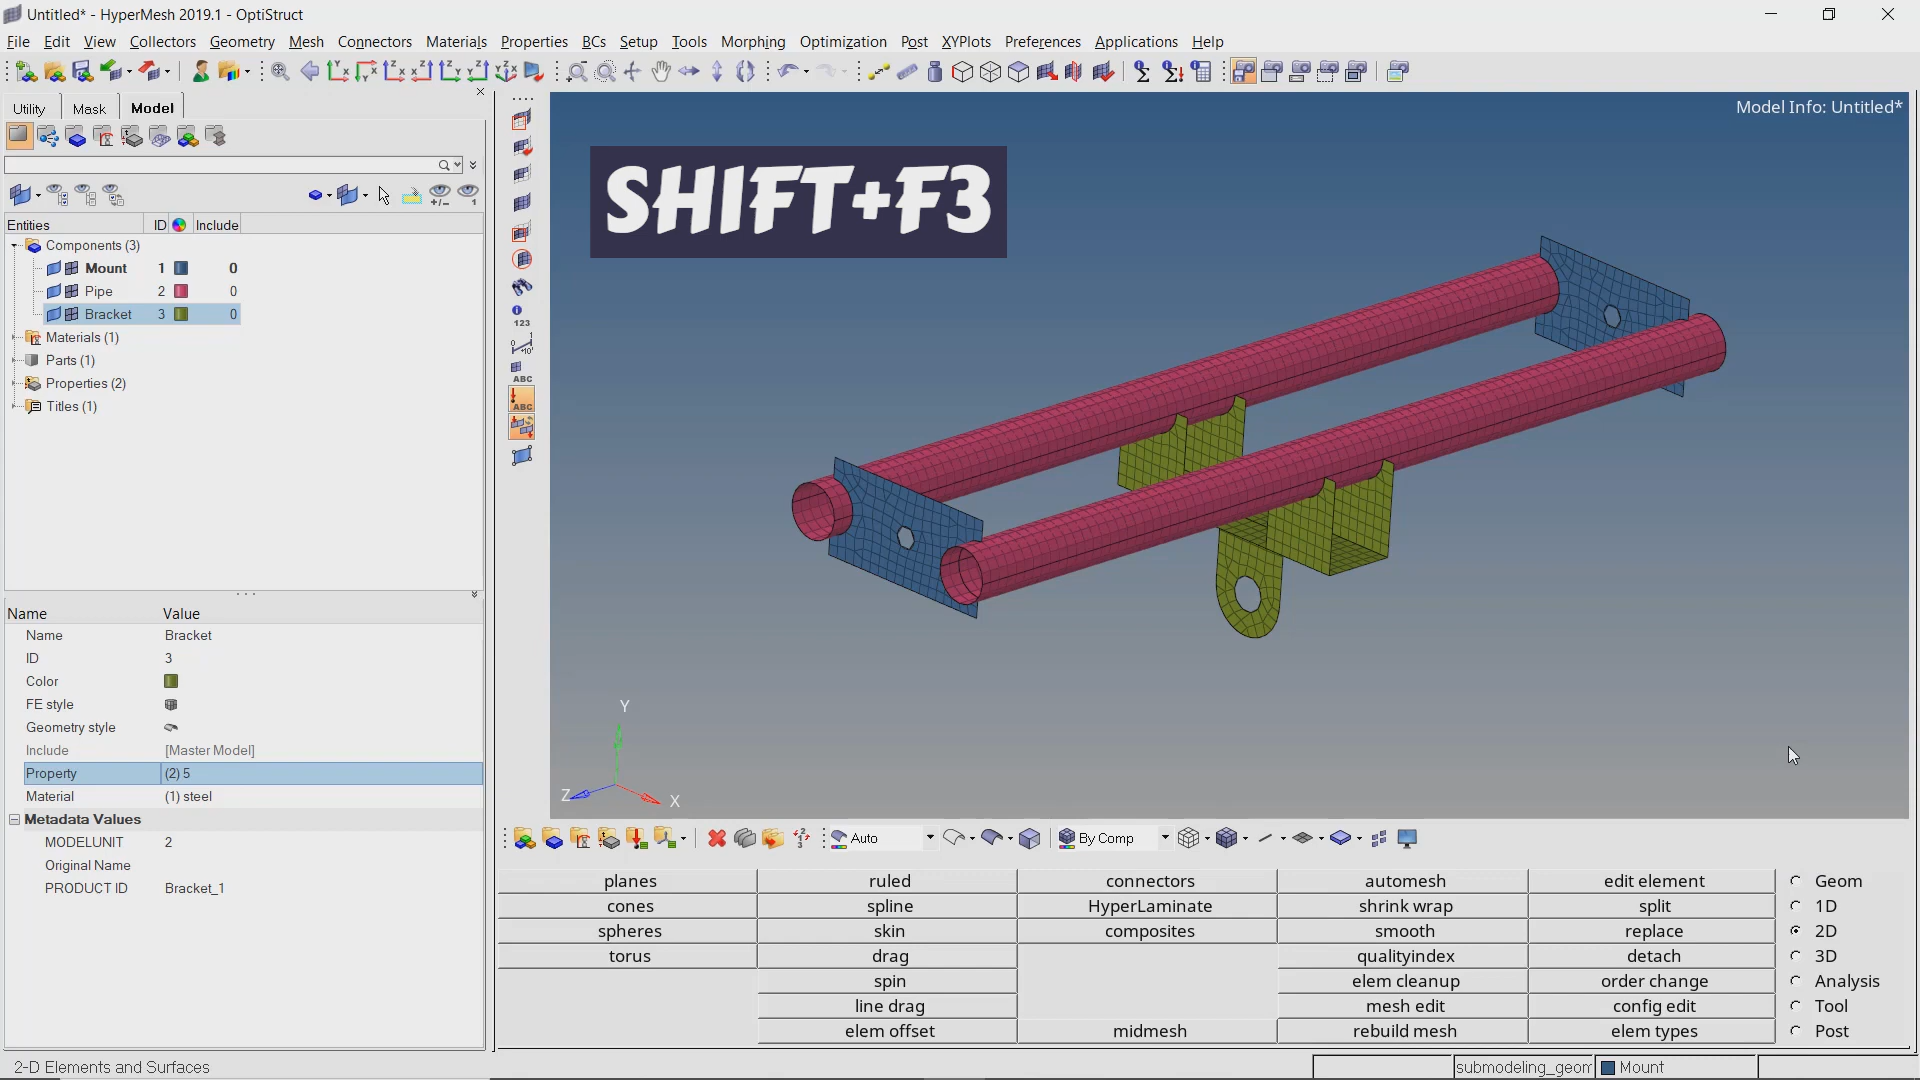 Untitled* - HyperMesh 2019.1 - OptiStruct
File Edit View Collectors Geometry Mesh Connectors Materials Properties BCs Setup Tools Morphing Optimization Post XYPlots Preferences Applications Help
Utility Mask Model
Model Info: Untitled*
SHIFT+F3
Entities ID Include
Components (3)
Mount 1 0
Pipe 2 0
Bracket 3 0
Materials (1)
Parts (1)
Properties (2)
Titles (1)
123
ABC
ABC
Name Value
Name Bracket
ID 3
Color
FE style
Geometry style
Include [Master Model]
Property (2) 5
Material (1) steel
Metadata Values
MODELUNIT 2
Original Name
PRODUCT ID Bracket_1
Y
Z
X
Auto By Comp
planes ruled connectors automesh edit element Geom
cones spline HyperLaminate shrink wrap split 1D
spheres skin composites smooth replace 2D
torus drag qualityindex detach 3D
spin elem cleanup order change Analysis
line drag mesh edit config edit Tool
elem offset midmesh rebuild mesh elem types Post
2-D Elements and Surfaces submodeling_geom Mount